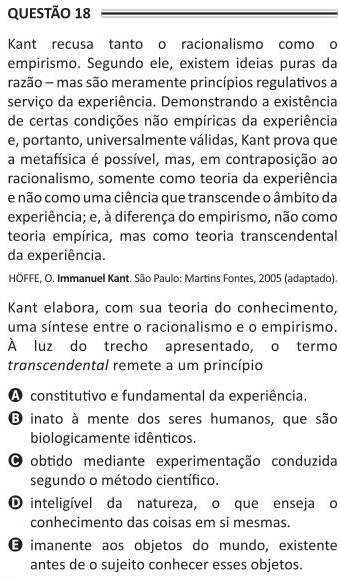 QUESTÃO 18
Kant recusa tanto o racionalismo como o
empirismo. Segundo ele, existem ideias puras da
razão – mas são meramente princípios regulativos a
serviço da experiência. Demonstrando a existência
de certas condições não empíricas da experiência
e, portanto, universalmente válidas, Kant prova que
a metafísica é possível, mas, em contraposição ao
racionalismo, somente como teoria da experiência
e não como uma ciência que transcende o âmbito da
experiência; e, à diferença do empirismo, não como
teoria empírica, mas como teoria transcendental
da experiência.
HÖFFE, O. Immanuel Kant. São Paulo: Martins Fontes, 2005 (adaptado).
Kant elabora, com sua teoria do conhecimento,
uma síntese entre o racionalismo e o empirismo.
À luz do trecho apresentado, o termo
transcendental remete a um princípio
A constitutivo e fundamental da experiência.
B inato à mente dos seres humanos, que são
biologicamente idênticos.
C obtido mediante experimentação conduzida
segundo o método científico.
D inteligível da natureza, o que enseja o
conhecimento das coisas em si mesmas.
E imanente aos objetos do mundo, existente
antes de o sujeito conhecer esses objetos.